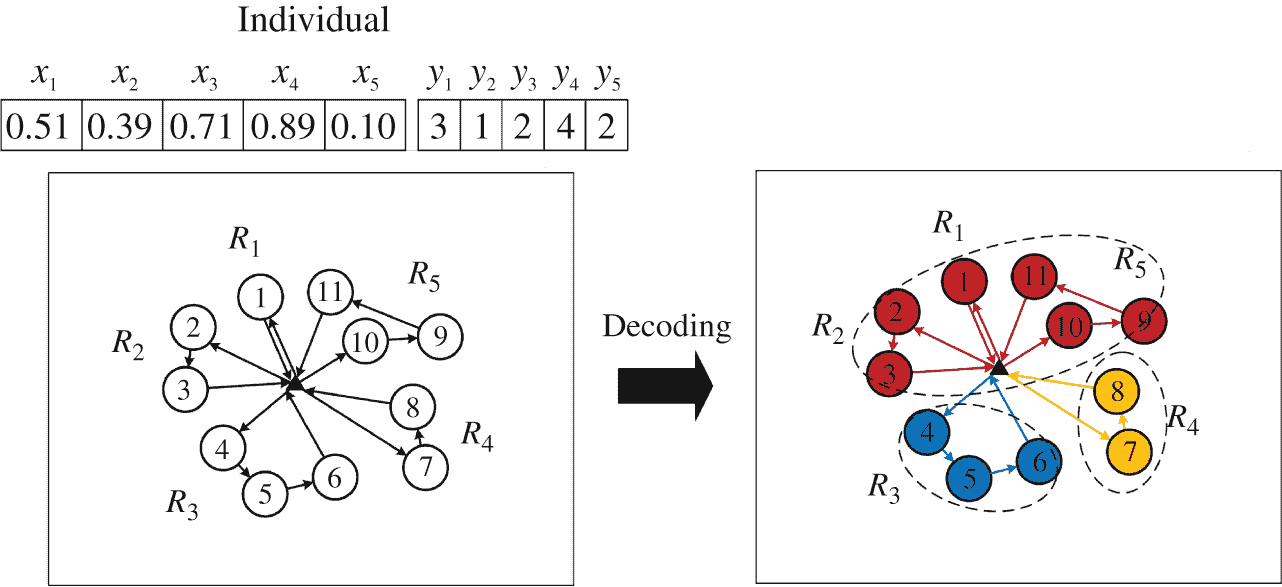 Individual
x1 x2 x3 x4 x5 y1 y2 y3 y4 y5
0.51 0.39 0.71 0.89 0.10 3 1 2 4 2
R1
1 11 R5
2 10 9
R2
3
8
4 7 R4
5 6
R3
Decoding
R1
1 11 R5
2 10 9
R2
3
8
4 7 R4
5 6
R3